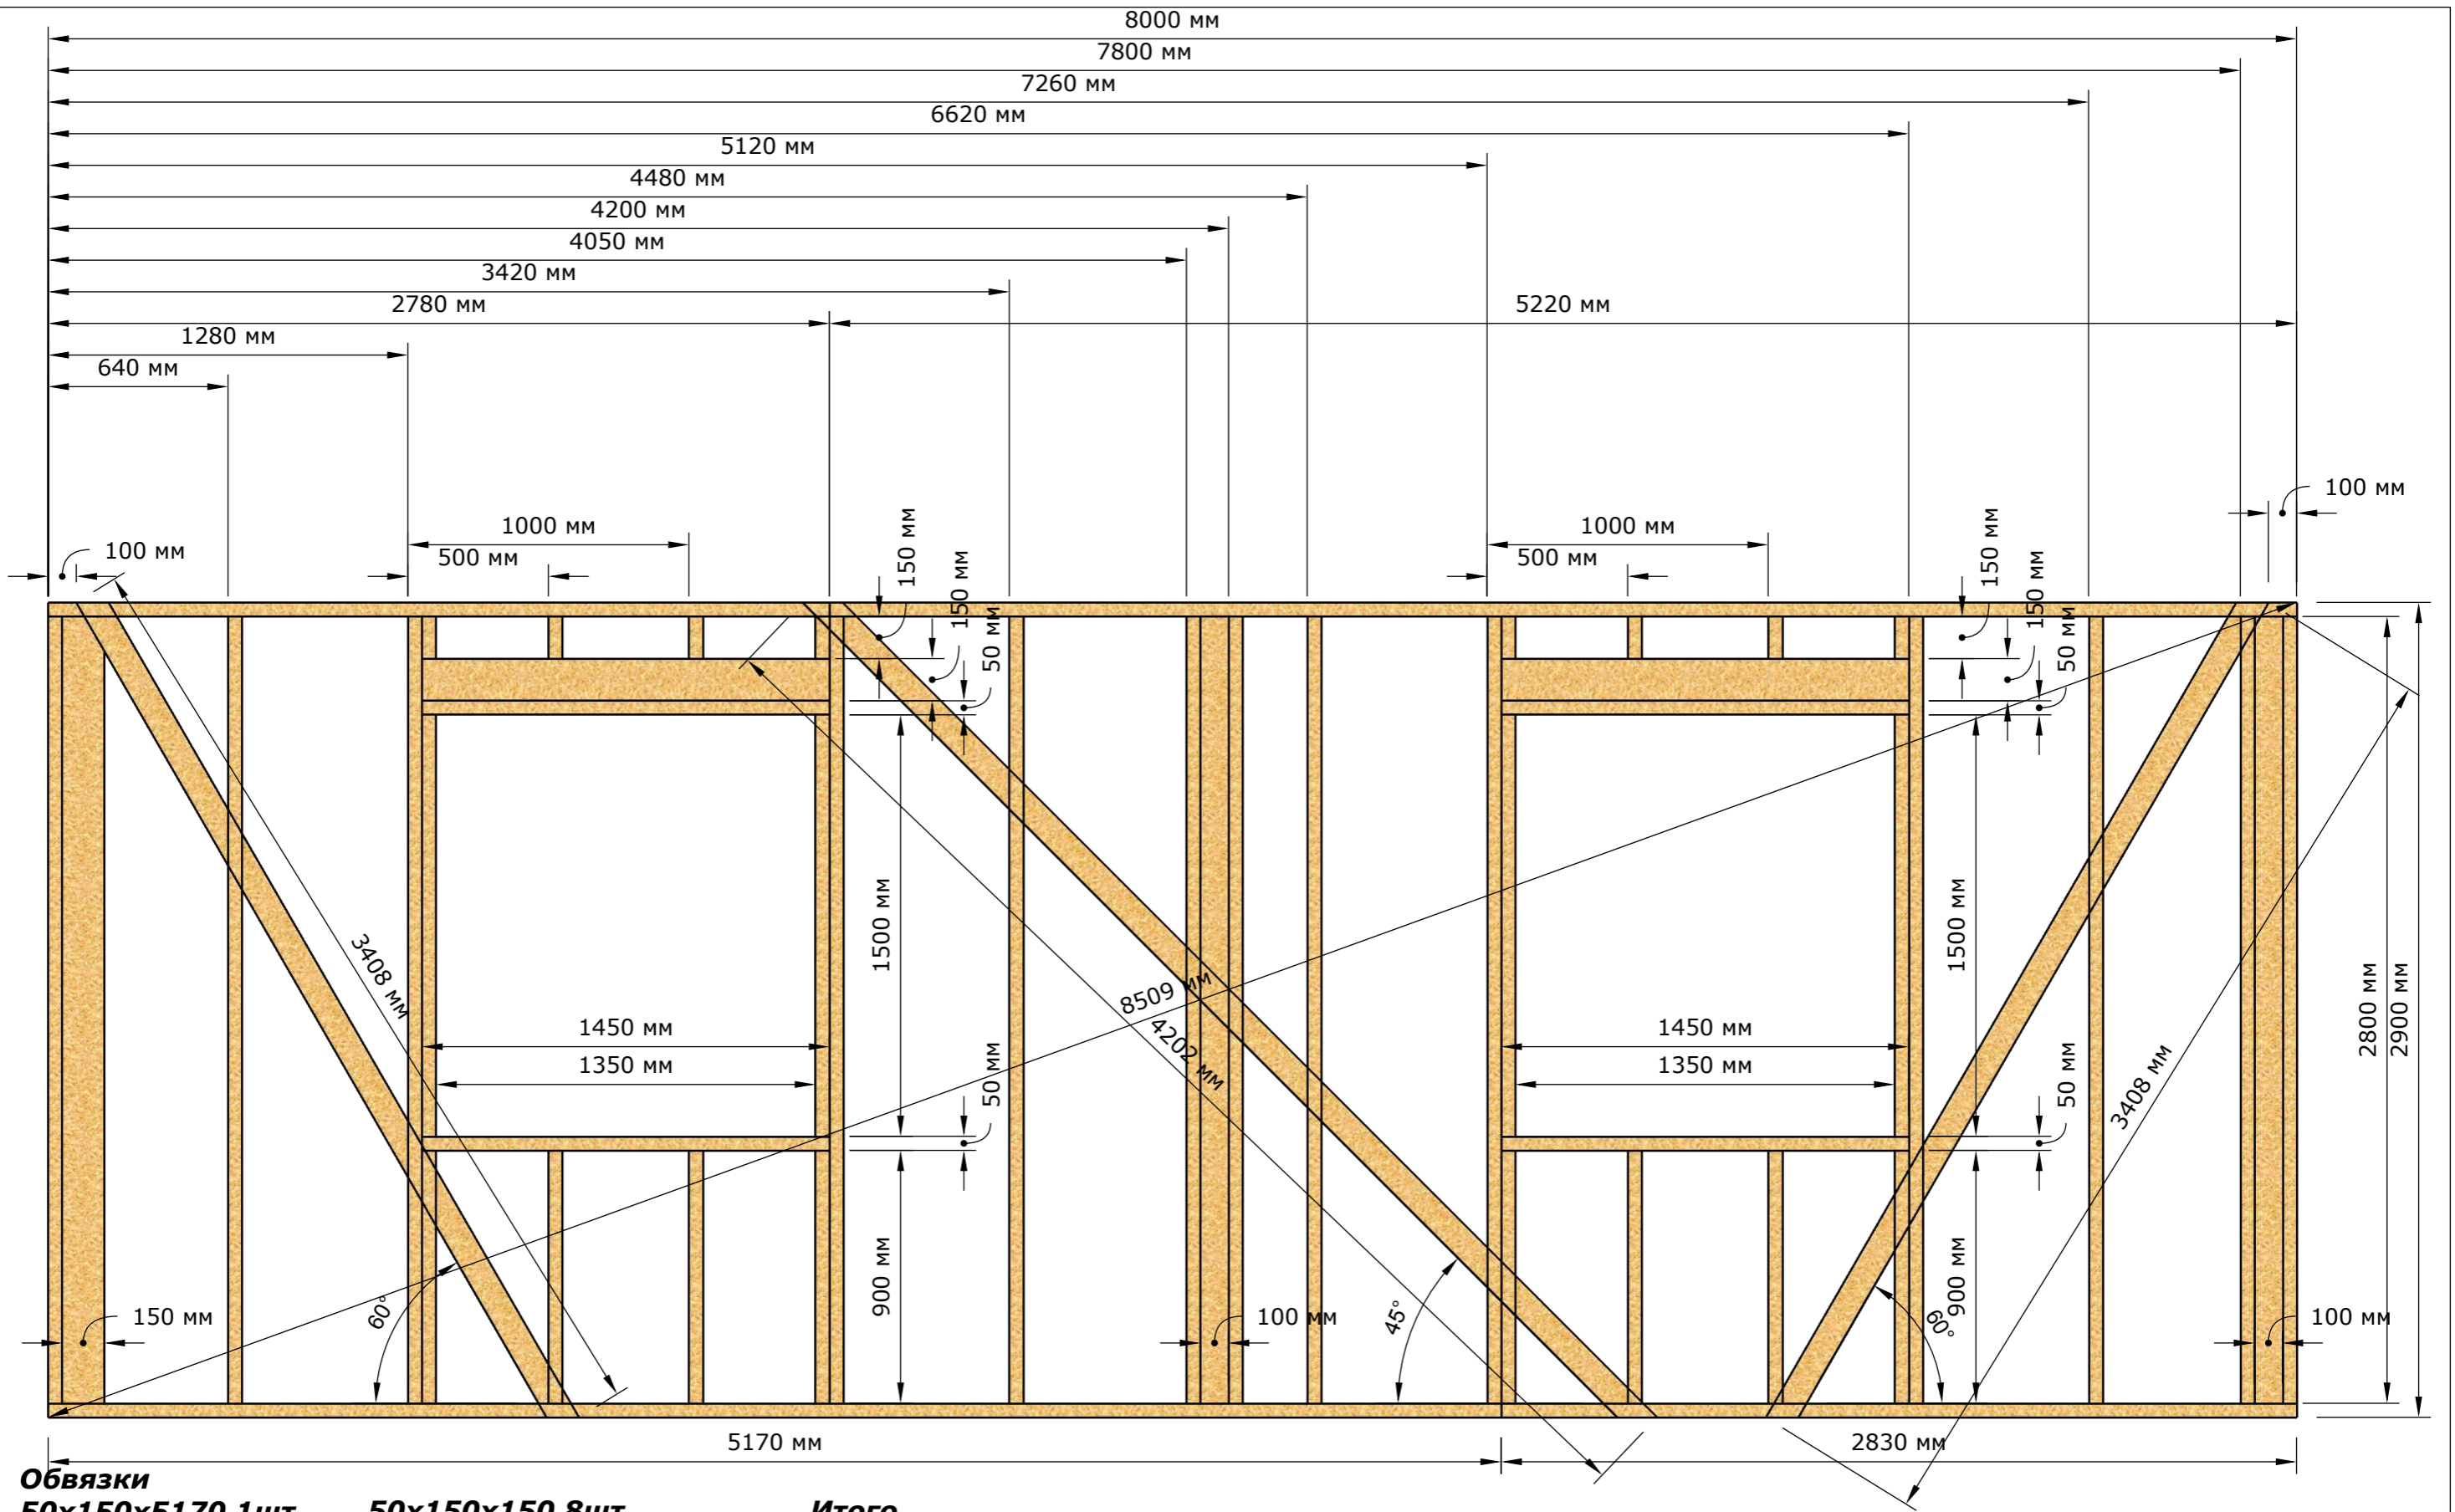 8000 мм
7800 мм
7260 мм
6620 мм
5120 мм
4480 мм
4200 мм
4050 мм
3420 мм
2780 мм
5220 мм
1280 мм
640 мм
100 мм
1000 мм
500 мм
100 мм
150 мм
150 мм
50 мм
1000 мм
500 мм
150 мм
150 мм
50 мм
3408 мм
1500 мм
8509 мм
4202 мм
1450 мм
1350 мм
50 мм
1500 мм
1450 мм
1350 мм
50 мм
3408 мм
2800 мм
2900 мм
150 мм
60°
900 мм
100 мм
45°
60°
900 мм
100 мм
5170 мм
2830 мм
Обвязки
50х150х5170 1шт
50х150х150 8шт
Итого